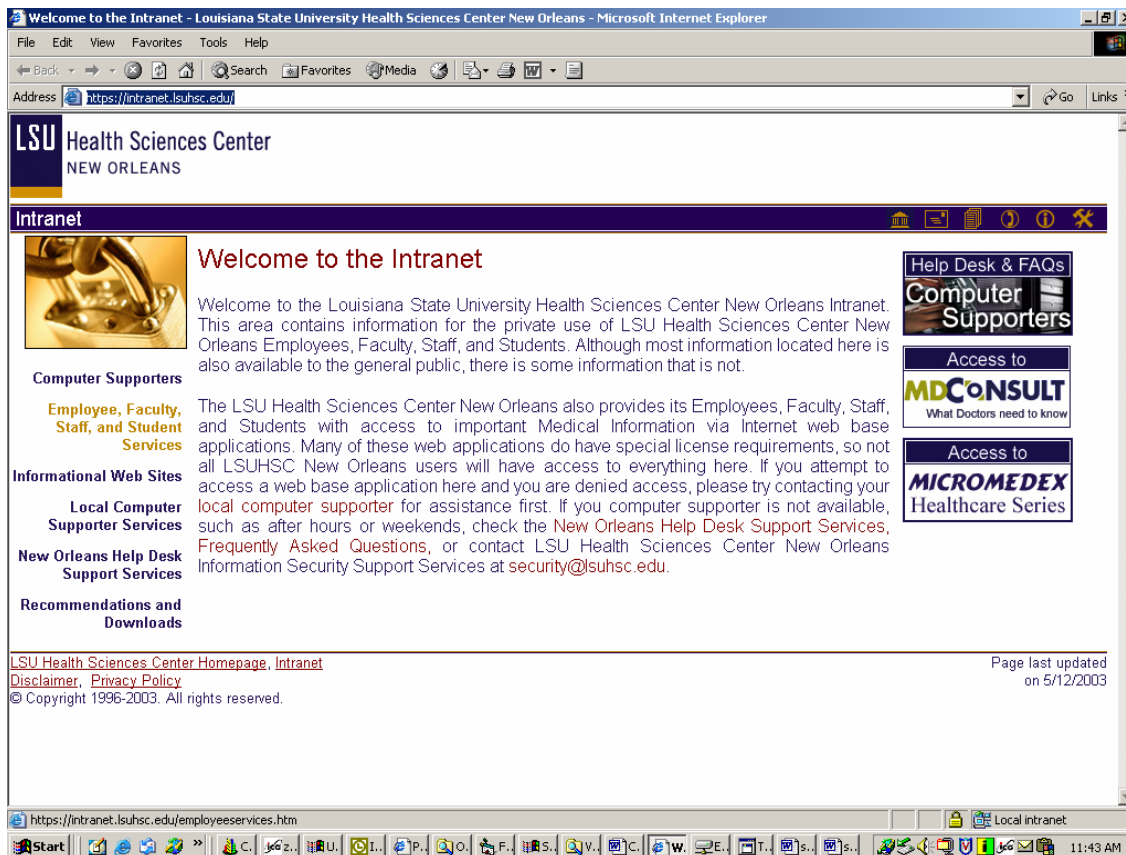 Welcome to the Intranet - Louisiana State University Health Sciences Center New Orleans - Microsoft Internet Explorer
File Edit View Favorites Tools Help
Back Search Favorites Media
Address https://intranet.lsuhsc.edu/ Go Links
LSU Health Sciences Center
NEW ORLEANS
Intranet
Computer Supporters
Employee, Faculty,
Staff, and Student
Services
Informational Web Sites
Local Computer
Supporter Services
New Orleans Help Desk
Support Services
Recommendations and
Downloads
Welcome to the Intranet
Welcome to the Louisiana State University Health Sciences Center New Orleans Intranet.
This area contains information for the private use of LSU Health Sciences Center New
Orleans Employees, Faculty, Staff, and Students. Although most information located here is
also available to the general public, there is some information that is not.
The LSU Health Sciences Center New Orleans also provides its Employees, Faculty, Staff,
and Students with access to important Medical Information via Internet web base
applications. Many of these web applications do have special license requirements, so not
all LSUHSC New Orleans users will have access to everything here. If you attempt to
access a web base application here and you are denied access, please try contacting your
local computer supporter for assistance first. If you computer supporter is not available,
such as after hours or weekends, check the New Orleans Help Desk Support Services,
Frequently Asked Questions, or contact LSU Health Sciences Center New Orleans
Information Security Support Services at security@lsuhsc.edu.
Help Desk & FAQs
Computer
Supporters
Access to
MDCONSULT
What Doctors need to know
Access to
MICROMEDEX
Healthcare Series
LSU Health Sciences Center Homepage, Intranet
Disclaimer, Privacy Policy
© Copyright 1996-2003. All rights reserved.
Page last updated
on 5/12/2003
https://intranet.lsuhsc.edu/employeeservices.htm Local intranet
Start C. z.. U.. I.. P.. O.. F.. S.. V.. C.. W.. E.. T.. s.. s.. 11:43 AM